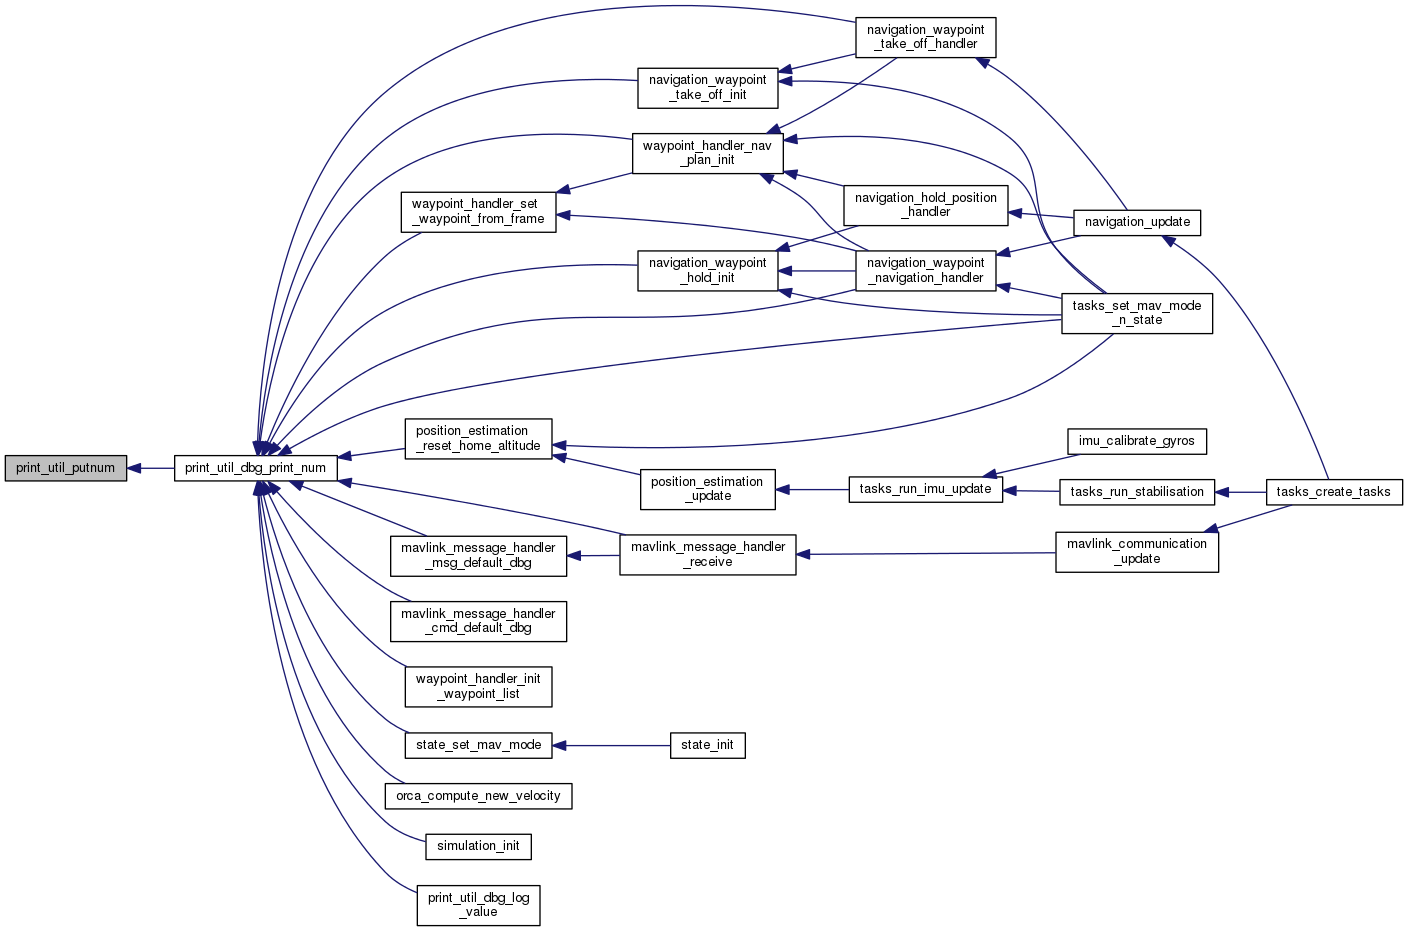 navigation_waypoint
_take_off_handler
navigation_waypoint
_take_off_init
waypoint_handler_nav
_plan_init
waypoint_handler_set
_waypoint_from_frame
navigation_hold_position
_handler
navigation_update
navigation_waypoint
_hold_init
navigation_waypoint
_navigation_handler
tasks_set_mav_mode
_n_state
print_util_putnum
print_util_dbg_print_num
position_estimation
_reset_home_altitude
imu_calibrate_gyros
position_estimation
_update
tasks_run_imu_update
tasks_run_stabilisation
tasks_create_tasks
mavlink_message_handler
_msg_default_dbg
mavlink_message_handler
_receive
mavlink_communication
_update
mavlink_message_handler
_cmd_default_dbg
waypoint_handler_init
_waypoint_list
state_set_mav_mode
state_init
orca_compute_new_velocity
simulation_init
print_util_dbg_log
_value